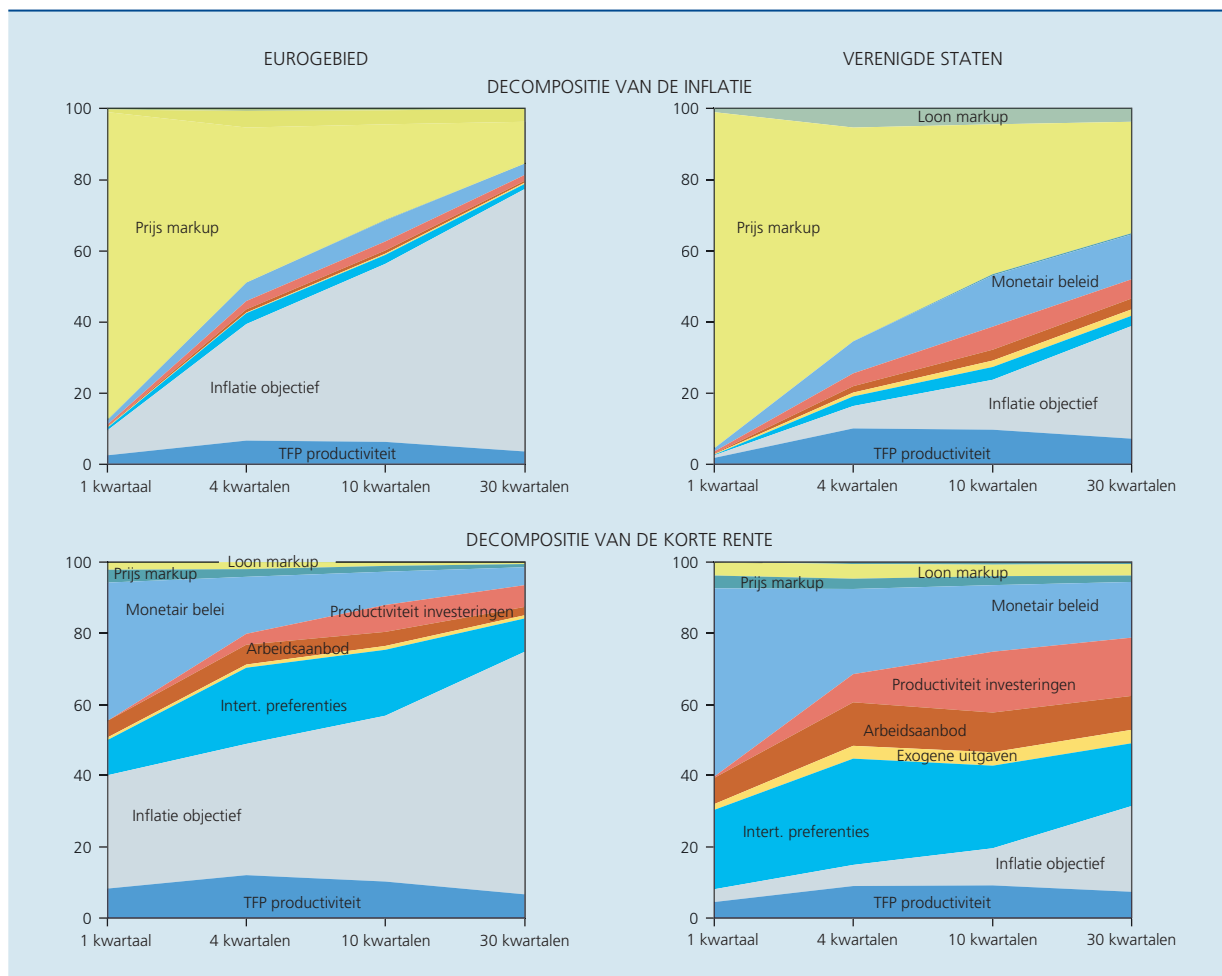 EUROGEBIED
VERENIGDE STATEN
DECOMPOSITIE VAN DE INFLATIE
100
80
60
40
20
0
Prijs markup
Inflatie objectief
TFP productiviteit
1 kwartaal
4 kwartalen
10 kwartalen
30 kwartalen
100
80
60
40
20
0
Loon markup
Prijs markup
Monetair beleid
Inflatie objectief
TFP productiviteit
1 kwartaal
4 kwartalen
10 kwartalen
30 kwartalen
DECOMPOSITIE VAN DE KORTE RENTE
100
80
60
40
20
0
Loon markup
Prijs markup
Monetair belei
Productiviteit investeringen
Arbeidsaanbod
Intert. preferenties
Inflatie objectief
TFP productiviteit
1 kwartaal
4 kwartalen
10 kwartalen
30 kwartalen
100
80
60
40
20
0
Loon markup
Prijs markup
Monetair beleid
Productiviteit investeringen
Arbeidsaanbod
Exogene uitgaven
Intert. preferenties
Inflatie objectief
TFP productiviteit
1 kwartaal
4 kwartalen
10 kwartalen
30 kwartalen